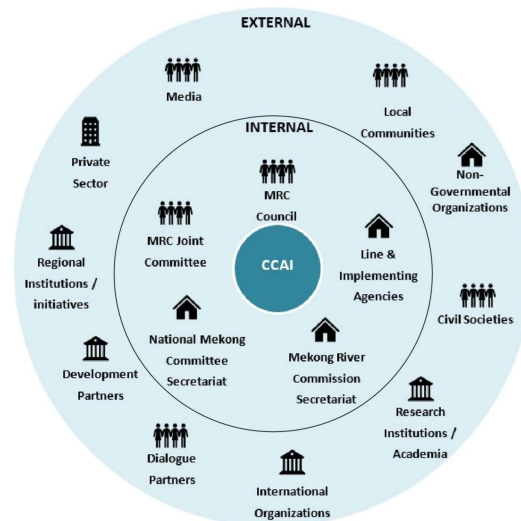 EXTERNAL
Media
Local
Communities
Private
Sector
Non-
Governmental
Organizations
INTERNAL
MRC
Council
MRC Joint
Committee
CCAI
Line &
Implementing
Agencies
Regional
Institutions /
initiatives
Civil Societies
National Mekong
Committee
Secretariat
Mekong River
Commission
Secretariat
Development
Partners
Research
Institutions /
Academia
Dialogue
Partners
International
Organizations